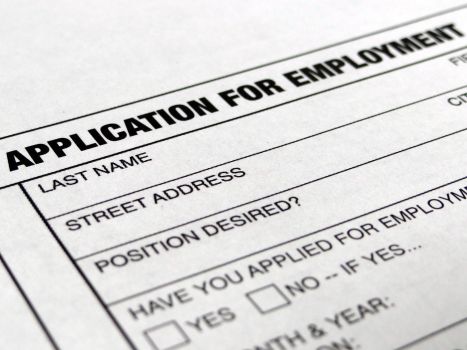 APPLICATION FOR EMPLOYMENT
LAST NAME FI
STREET ADDRESS CIT
POSITION DESIRED?
HAVE YOU APPLIED FOR EMPLOYM
YES NO -- IF YES...
NTH & YEAR:
ION: